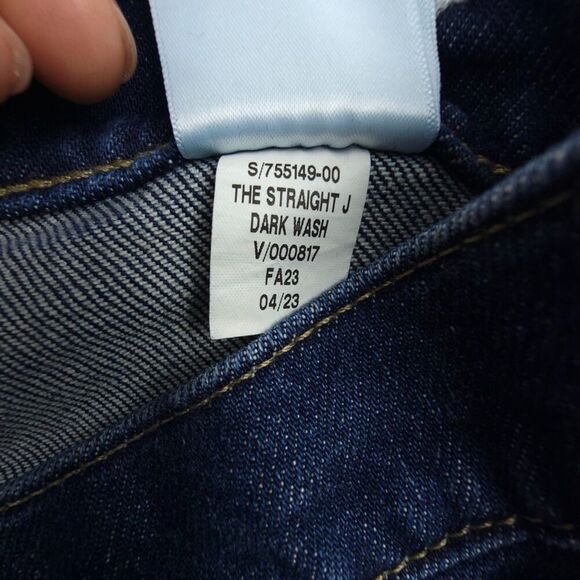 S/755149-00
THE STRAIGHT J
DARK WASH
V/000817
FA23
04/23